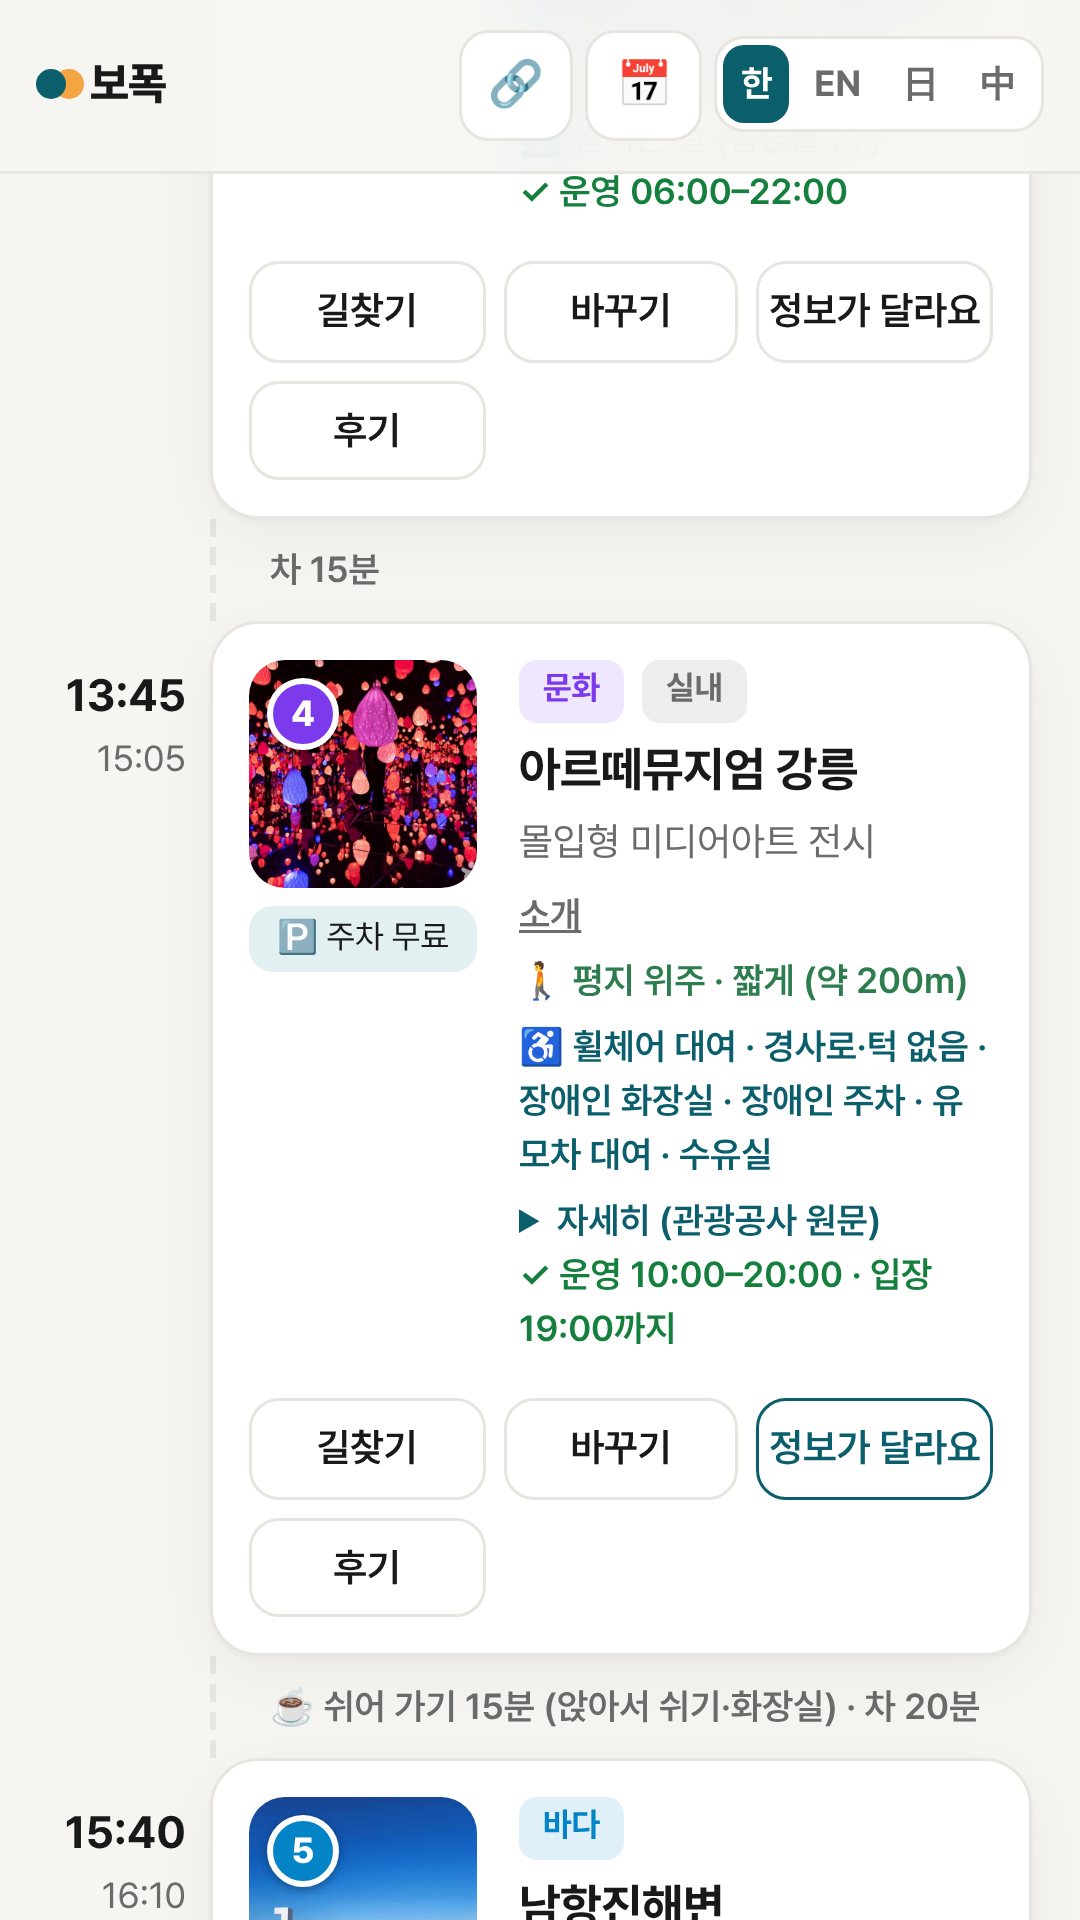 보폭
🔗
July
17
한
EN
日
中
✓ 운영 06:00–22:00
길찾기
바꾸기
정보가 달라요
후기
차 15분
13:45
15:05
4
문화
실내
아르떼뮤지엄 강릉
몰입형 미디어아트 전시
소개
🅿️ 주차 무료
🚶 평지 위주 · 짧게 (약 200m)
♿ 휠체어 대여 · 경사로·턱 없음 ·
장애인 화장실 · 장애인 주차 · 유
모차 대여 · 수유실
▶ 자세히 (관광공사 원문)
✓ 운영 10:00–20:00 · 입장
19:00까지
길찾기
바꾸기
정보가 달라요
후기
☕ 쉬어 가기 15분 (앉아서 쉬기·화장실) · 차 20분
15:40
16:10
5
바다
남항진해변